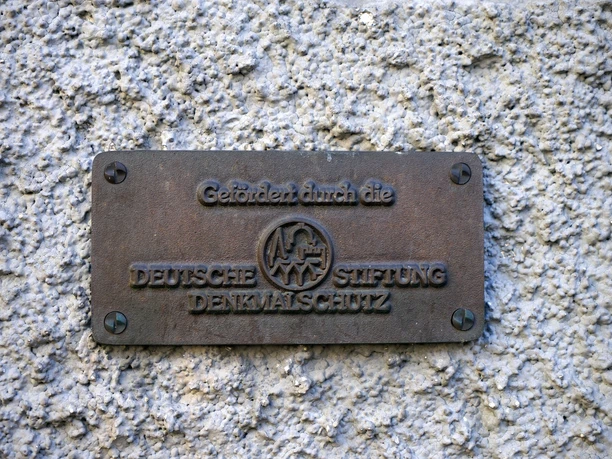 Gefördert durch die
DEUTSCHE STIFTUNG
DENKMALSCHUTZ